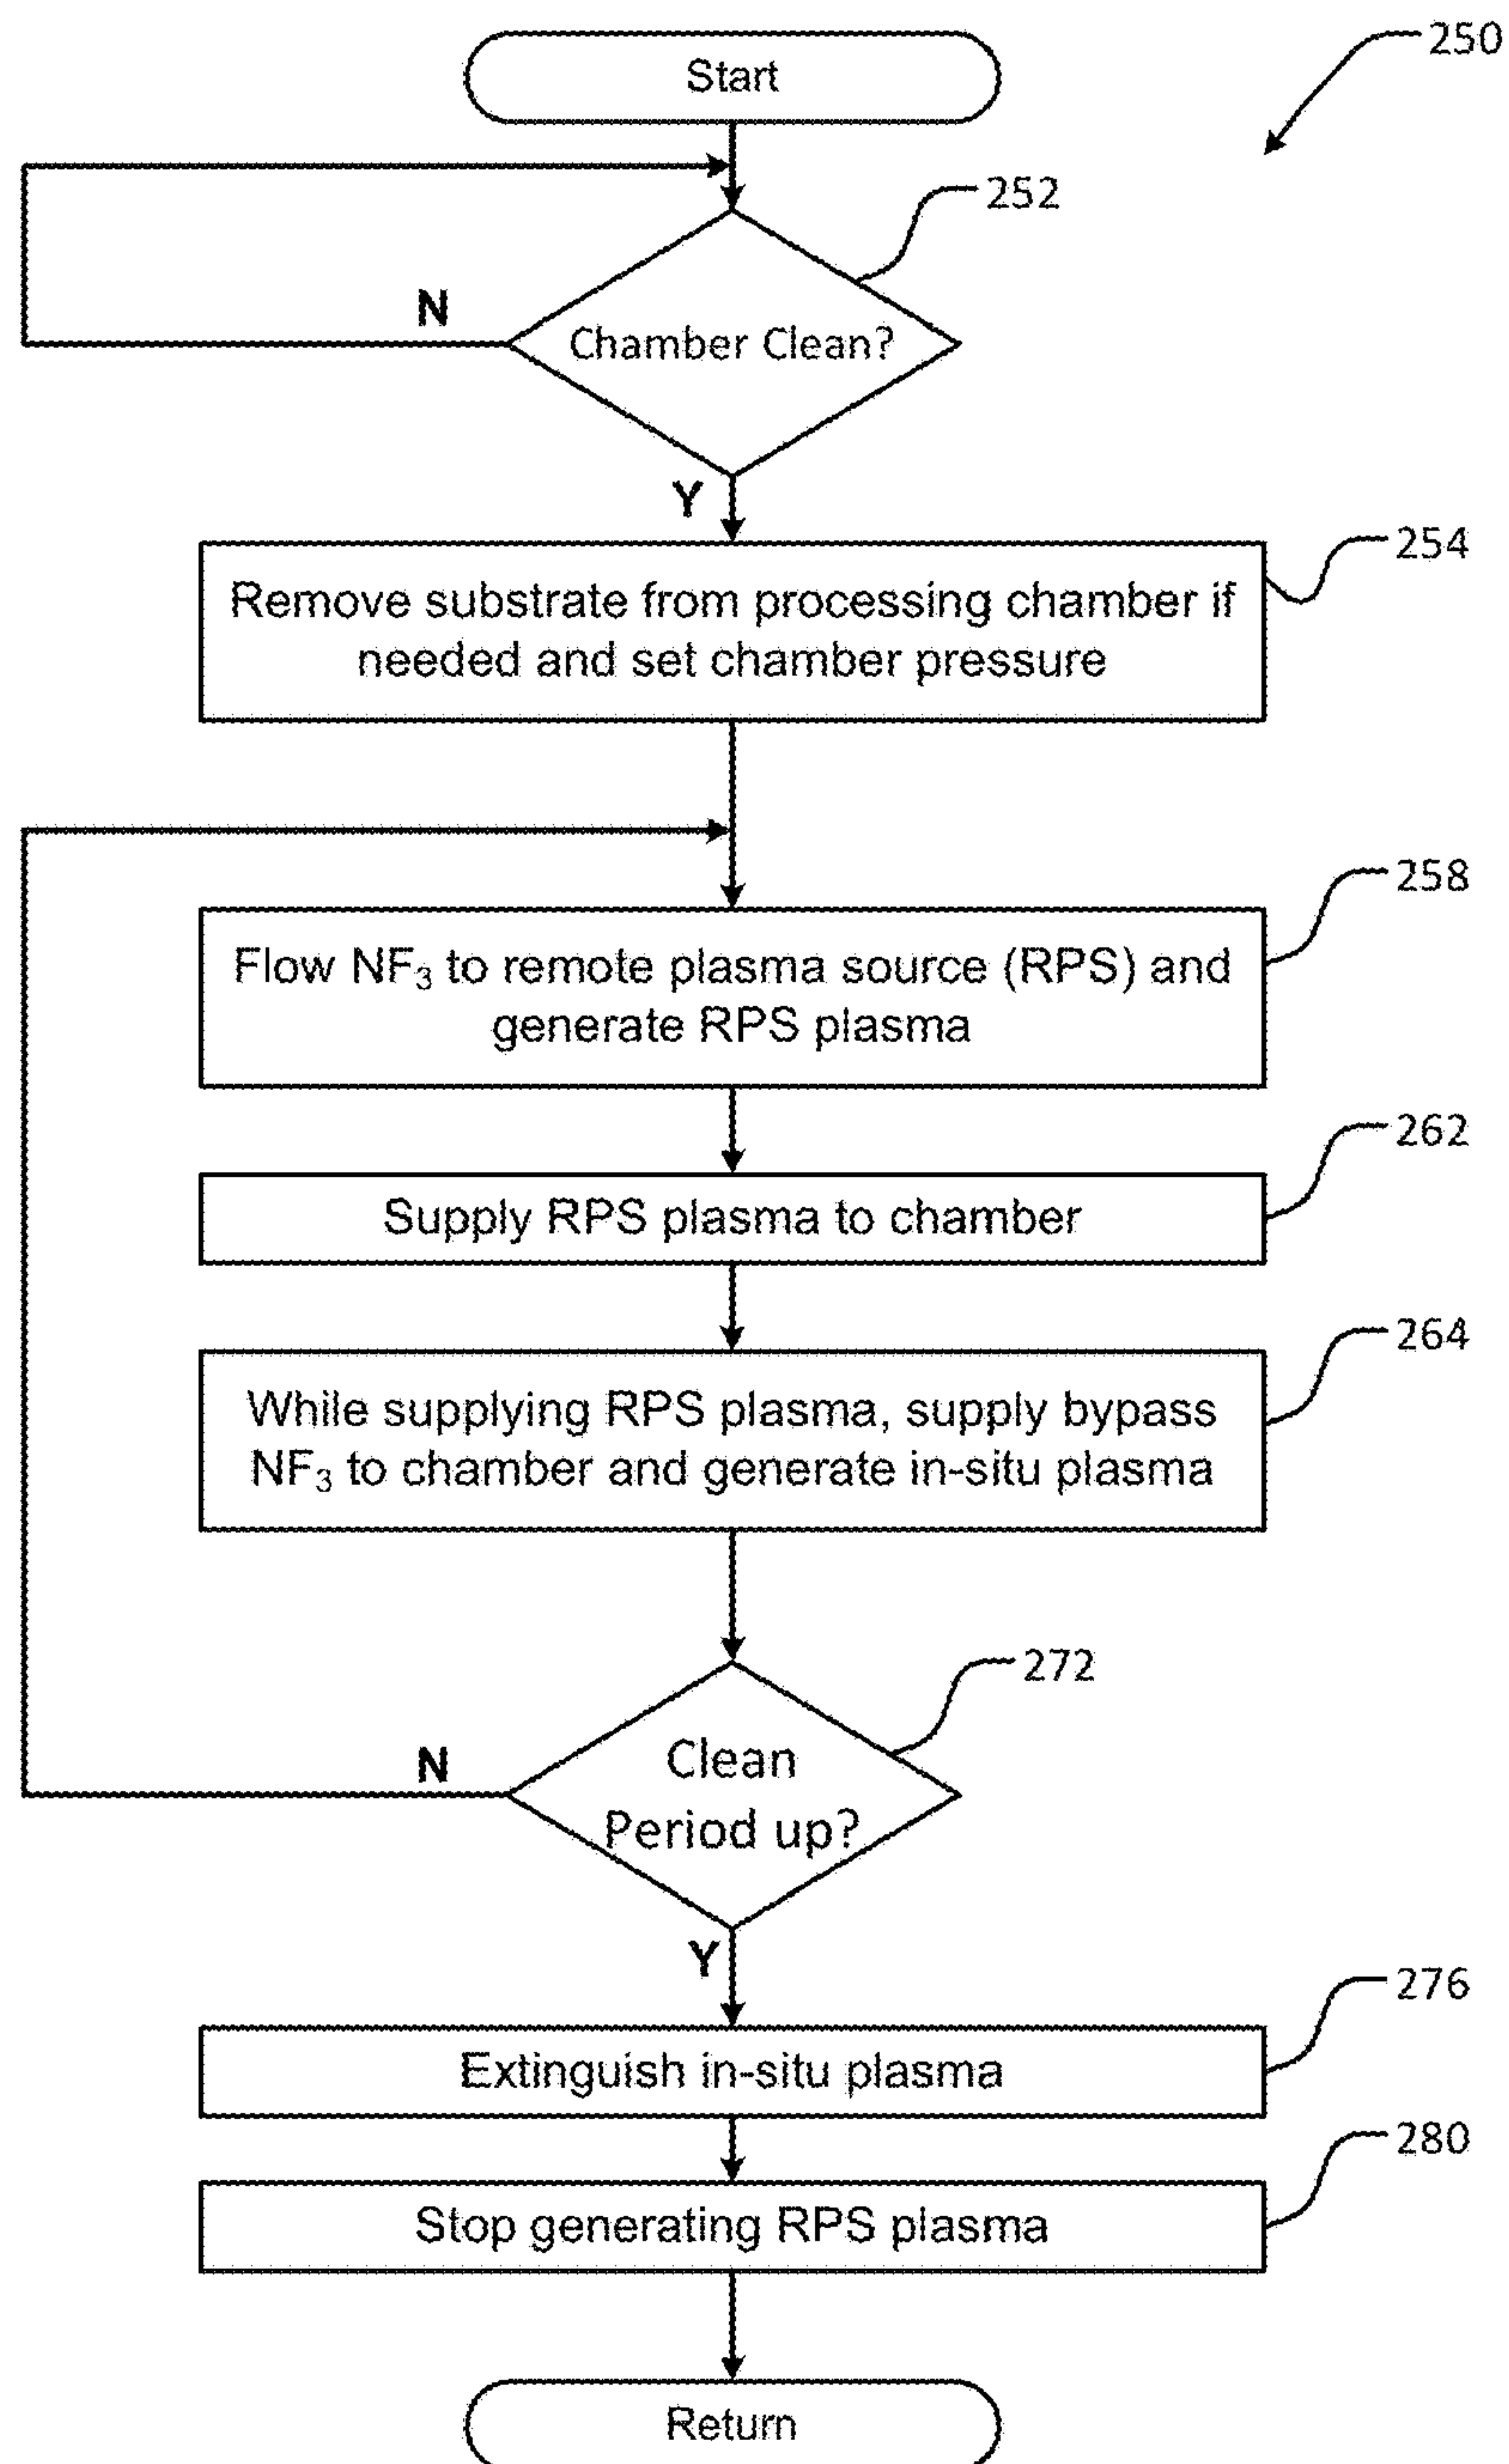 Start
250
252
Chamber Clean?
N
Y
254
Remove substrate from processing chamber if
needed and set chamber pressure
258
Flow NF₃ to remote plasma source (RPS) and
generate RPS plasma
262
Supply RPS plasma to chamber
264
While supplying RPS plasma, supply bypass
NF₃ to chamber and generate in-situ plasma
272
Clean
Period up?
N
Y
276
Extinguish in-situ plasma
280
Stop generating RPS plasma
Return